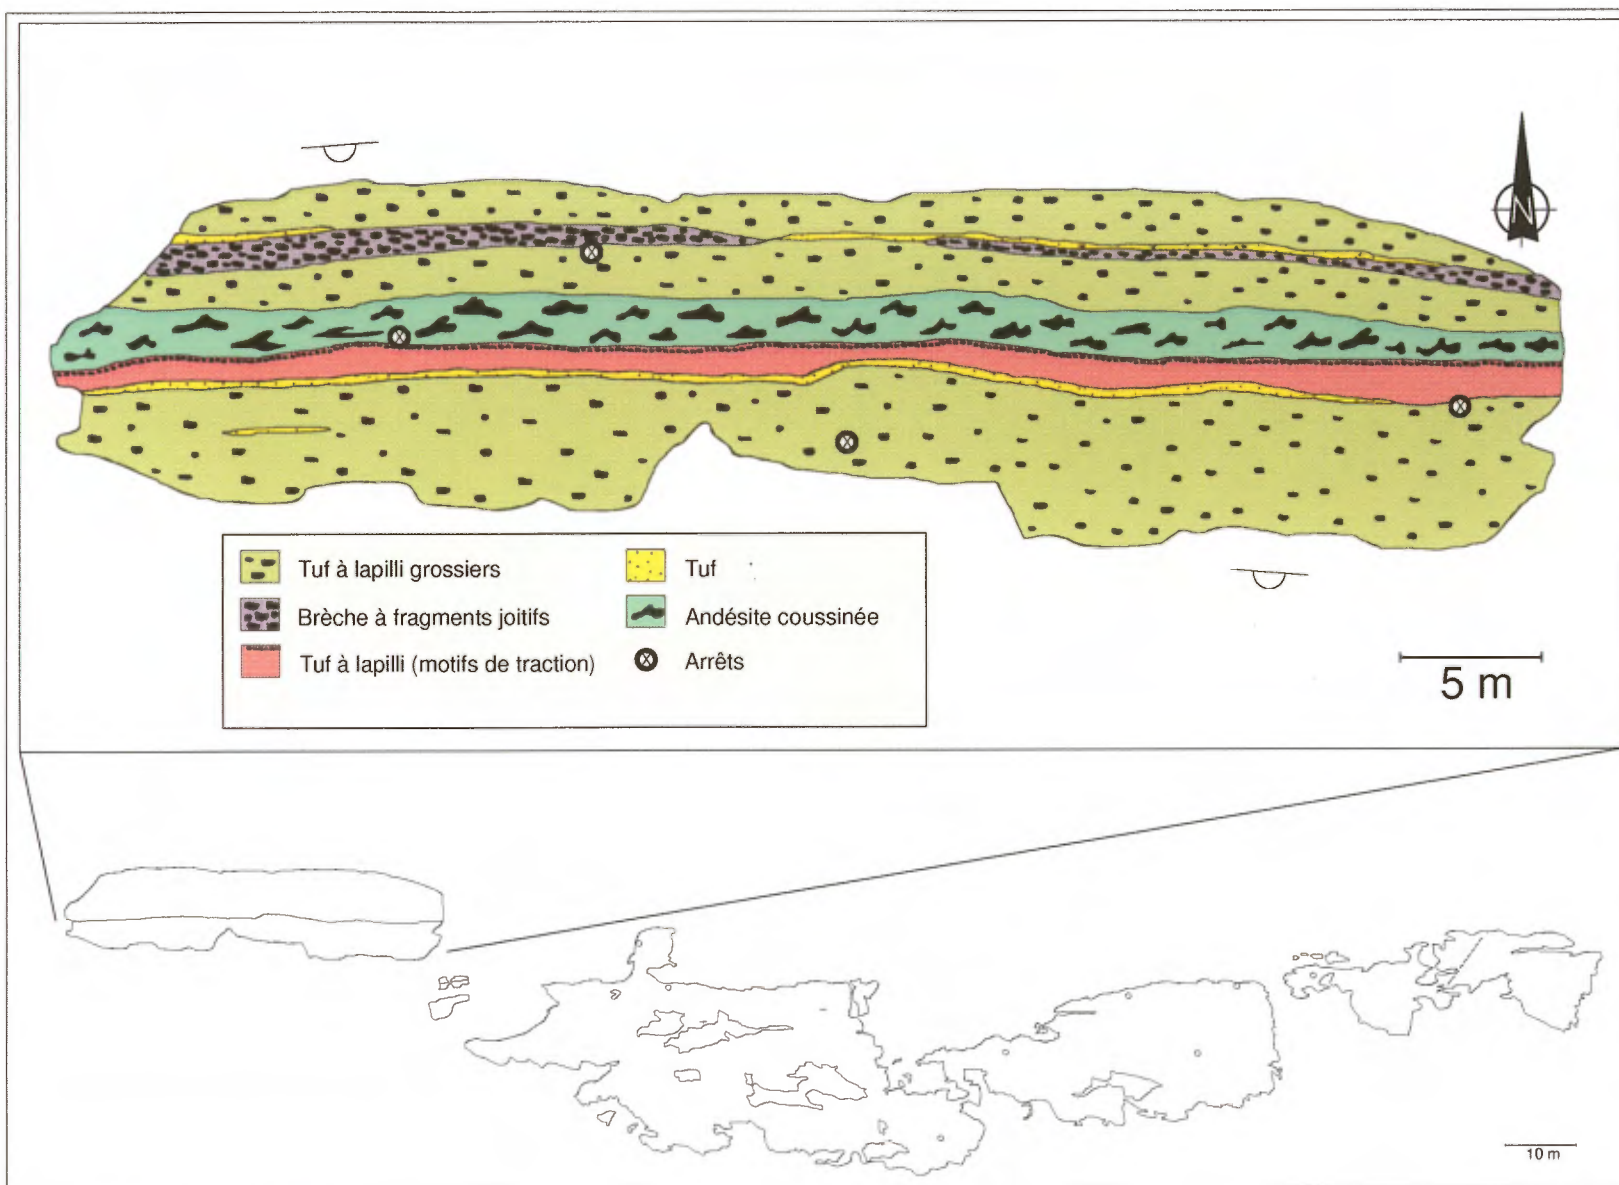 N
Tuf à lapilli grossiers
Brèche à fragments joitifs
Tuf à lapilli (motifs de traction)
Tuf
Andésite coussinée
Arrêts
5 m
10 m